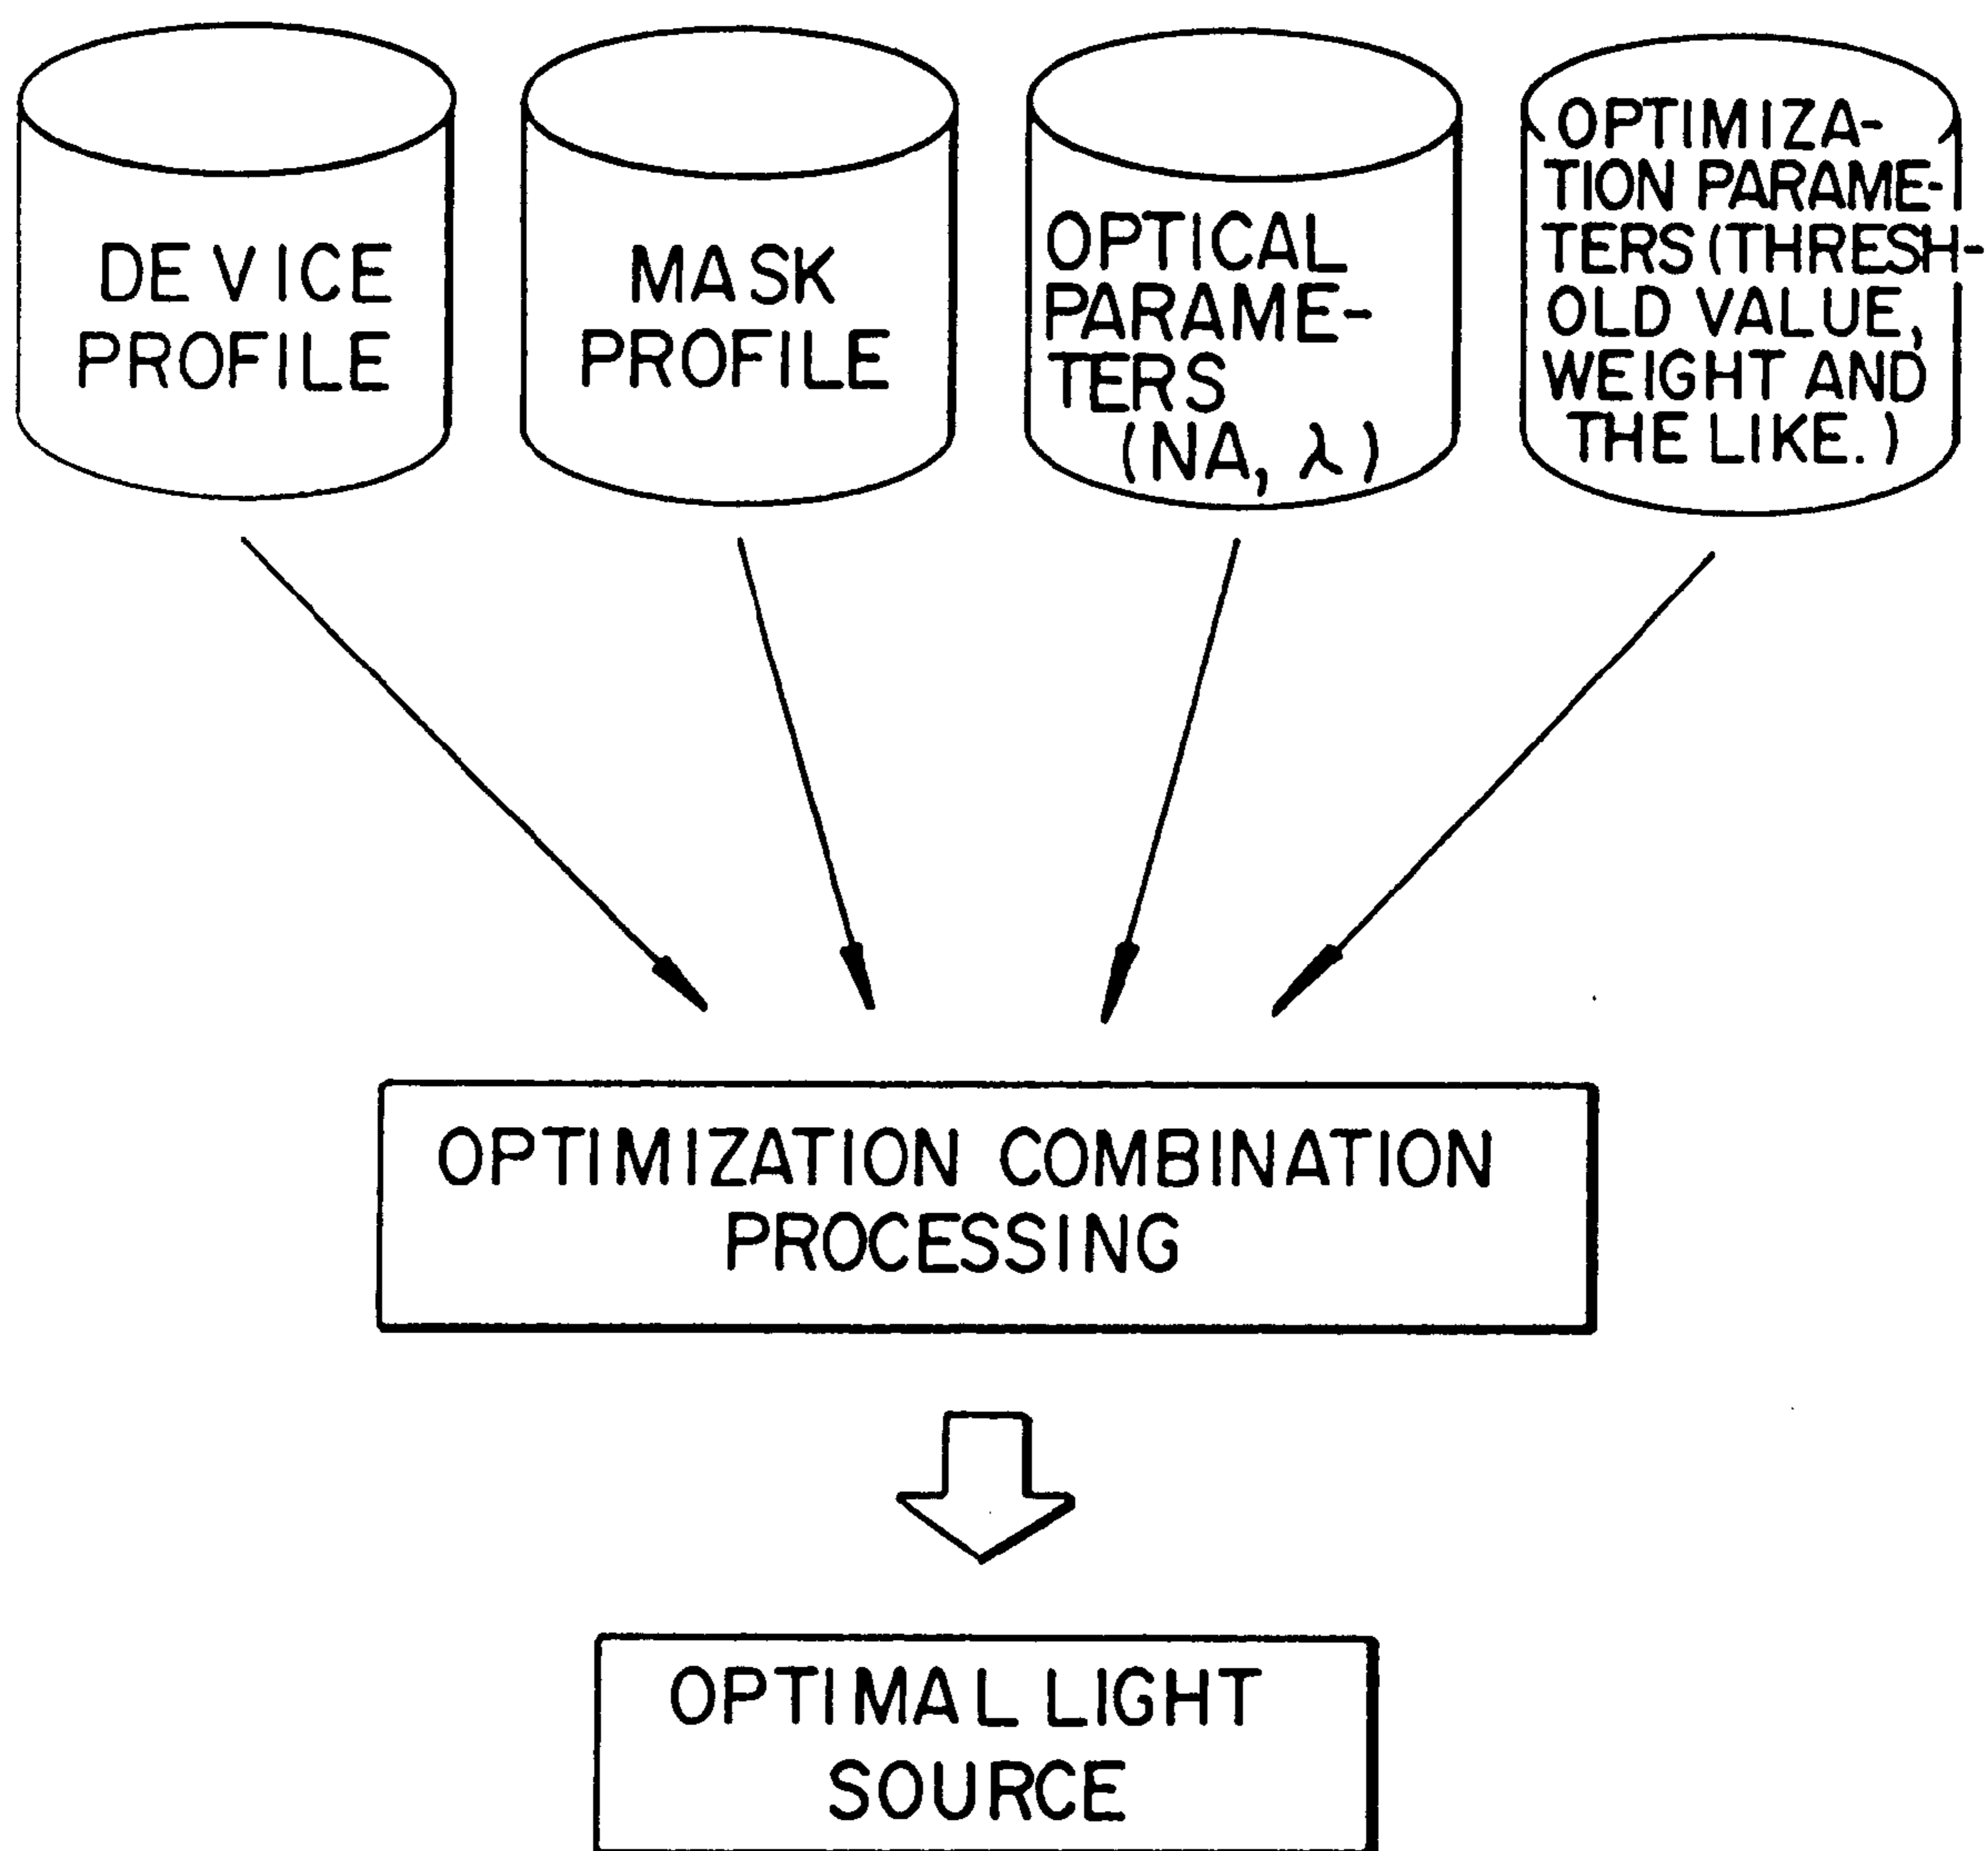 DEVICE
PROFILE
MASK
PROFILE
OPTICAL
PARAME-
TERS
(NA, λ)
OPTIMIZA-
TION PARAME-
TERS (THRESH-
OLD VALUE,
WEIGHT AND
THE LIKE.)
OPTIMIZATION COMBINATION
PROCESSING
OPTIMAL LIGHT
SOURCE